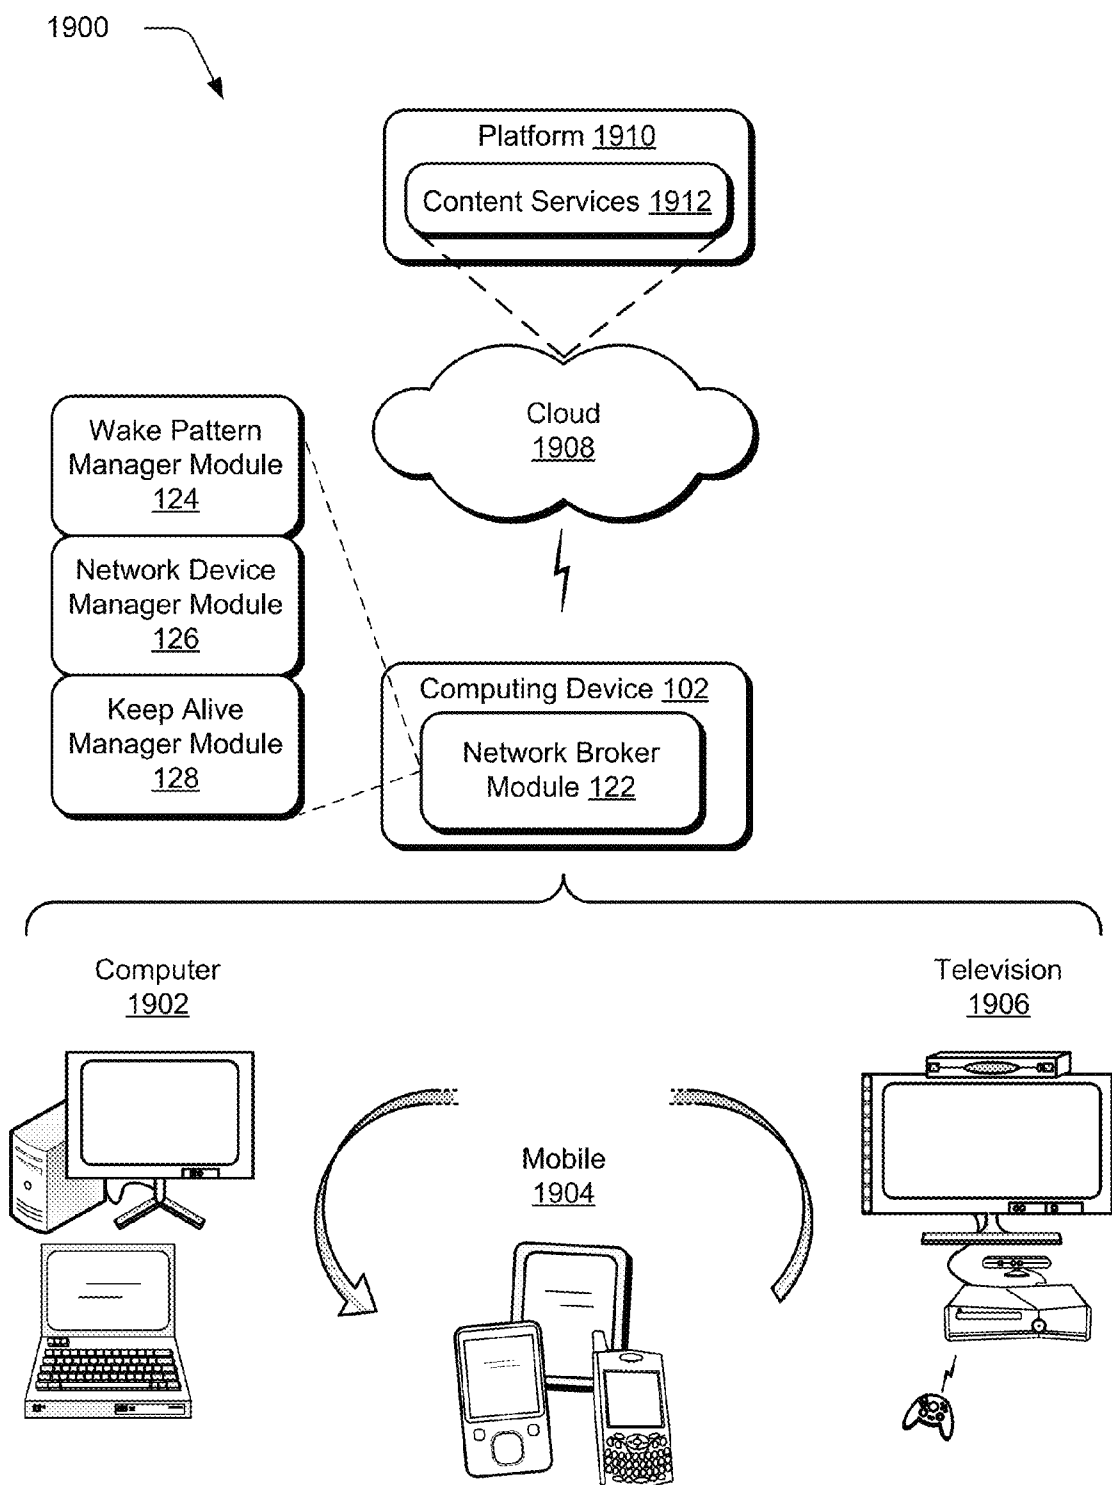 1900
Platform 1910
Content Services 1912
Cloud
1908
Wake Pattern
Manager Module
124
Network Device
Manager Module
126
Keep Alive
Manager Module
128
Computing Device 102
Network Broker
Module 122
Computer
1902
Television
1906
Mobile
1904